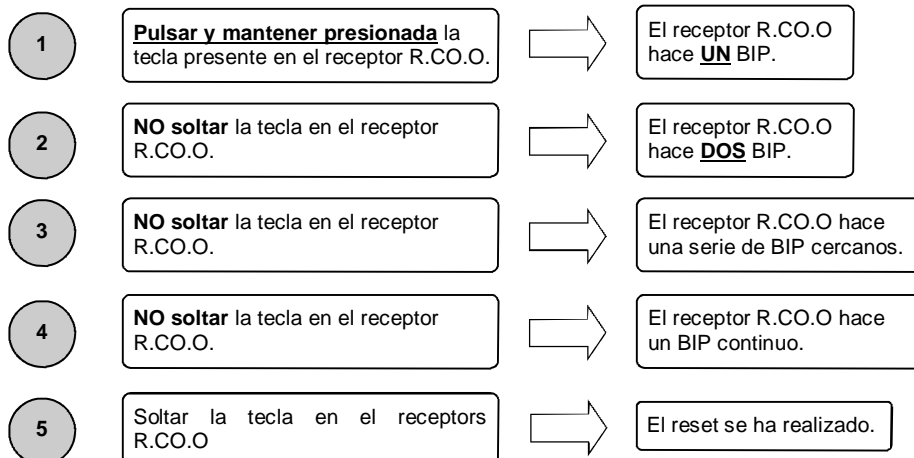 1
Pulsar y mantener presionada la
tecla presente en el receptor R.CO.O.
El receptor R.CO.O
hace UN BIP.
2
NO soltar la tecla en el receptor
R.CO.O.
El receptor R.CO.O
hace DOS BIP.
3
NO soltar la tecla en el receptor
R.CO.O.
El receptor R.CO.O hace
una serie de BIP cercanos.
4
NO soltar la tecla en el receptor
R.CO.O.
El receptor R.CO.O hace
un BIP continuo.
5
Soltar la tecla en el receptors
R.CO.O
El reset se ha realizado.